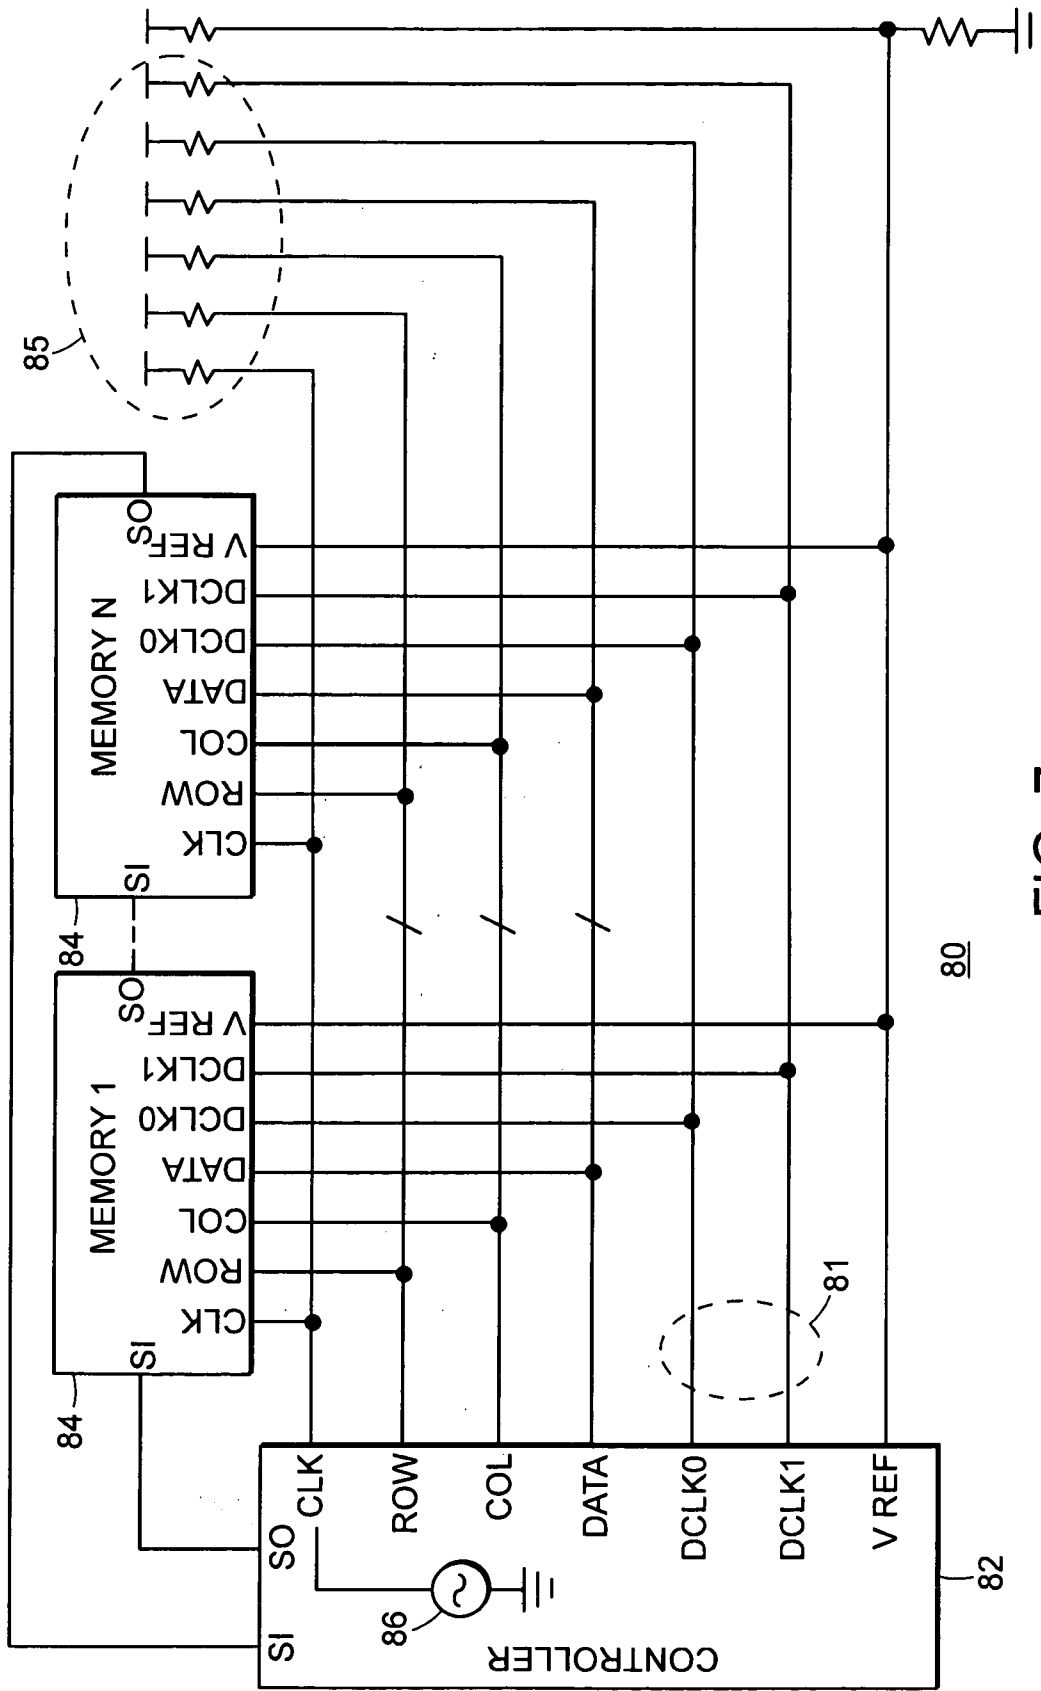 85
MEMORY N
SO
V REF
DCLK1
DCLK0
DATA
COL
ROW
CLK
SI
84
MEMORY 1
SO
V REF
DCLK1
DCLK0
DATA
COL
ROW
CLK
SI
84
81
CONTROLLER
SI
SO
CLK
ROW
COL
DATA
DCLK0
DCLK1
V REF
86
82
80